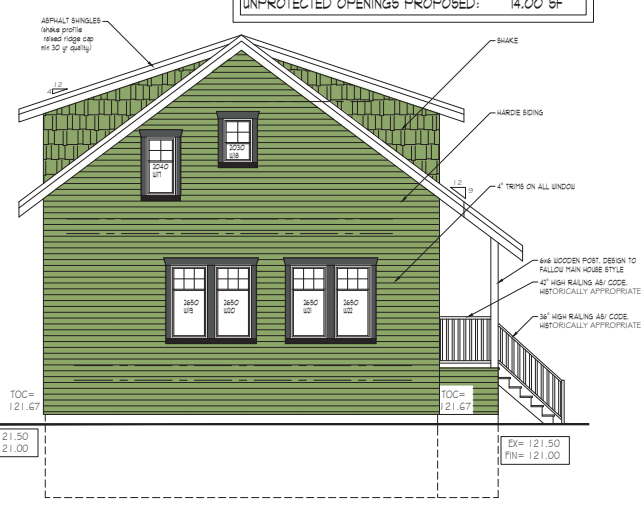 UNPROTECTED OPENINGS PROPOSED: 14.00 SF
ASPHALT SHINGLES
(shake profile
raised ridge cap
min 30 yr quality)
SHAKE
12
4
HARDIE SIDING
2030
W18
2040
W17
12
9
4" TRIMS ON ALL WINDOW
6x6 WOODEN POST. DESIGN TO
FALLOW MAIN HOUSE STYLE
42" HIGH RAILING AS/ CODE.
HISTORICALLY APPROPRIATE
2650
W19
2650
W20
2650
W21
2650
W22
36" HIGH RAILING AS/ CODE.
HISTORICALLY APPROPRIATE
TOC=
121.67
TOC=
121.67
21.50
21.00
EX= 121.50
FIN= 121.00